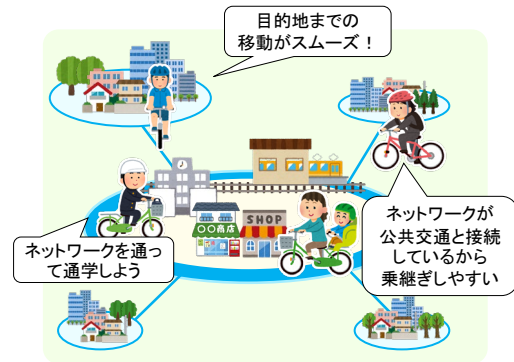 目的地までの
移動がスムーズ！
〇〇商店
SHOP
ネットワークを通っ
て通学しよう
ネットワークが
公共交通と接続
しているから
乗継ぎしやすい